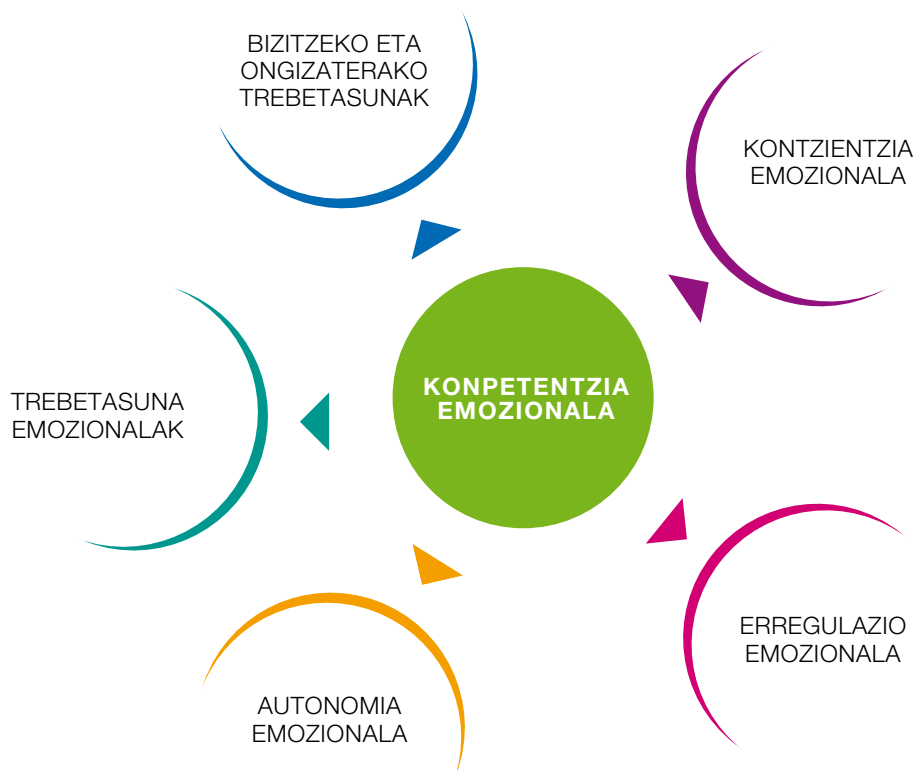 BIZITZEKO ETA
ONGIZATERAKO
TREBETASUNAK
KONTZIENTZIA
EMOZIONALA
KONPETENTZIA
EMOZIONALA
TREBETASUNA
EMOZIONALAK
ERREGULAZIO
EMOZIONALA
AUTONOMIA
EMOZIONALA